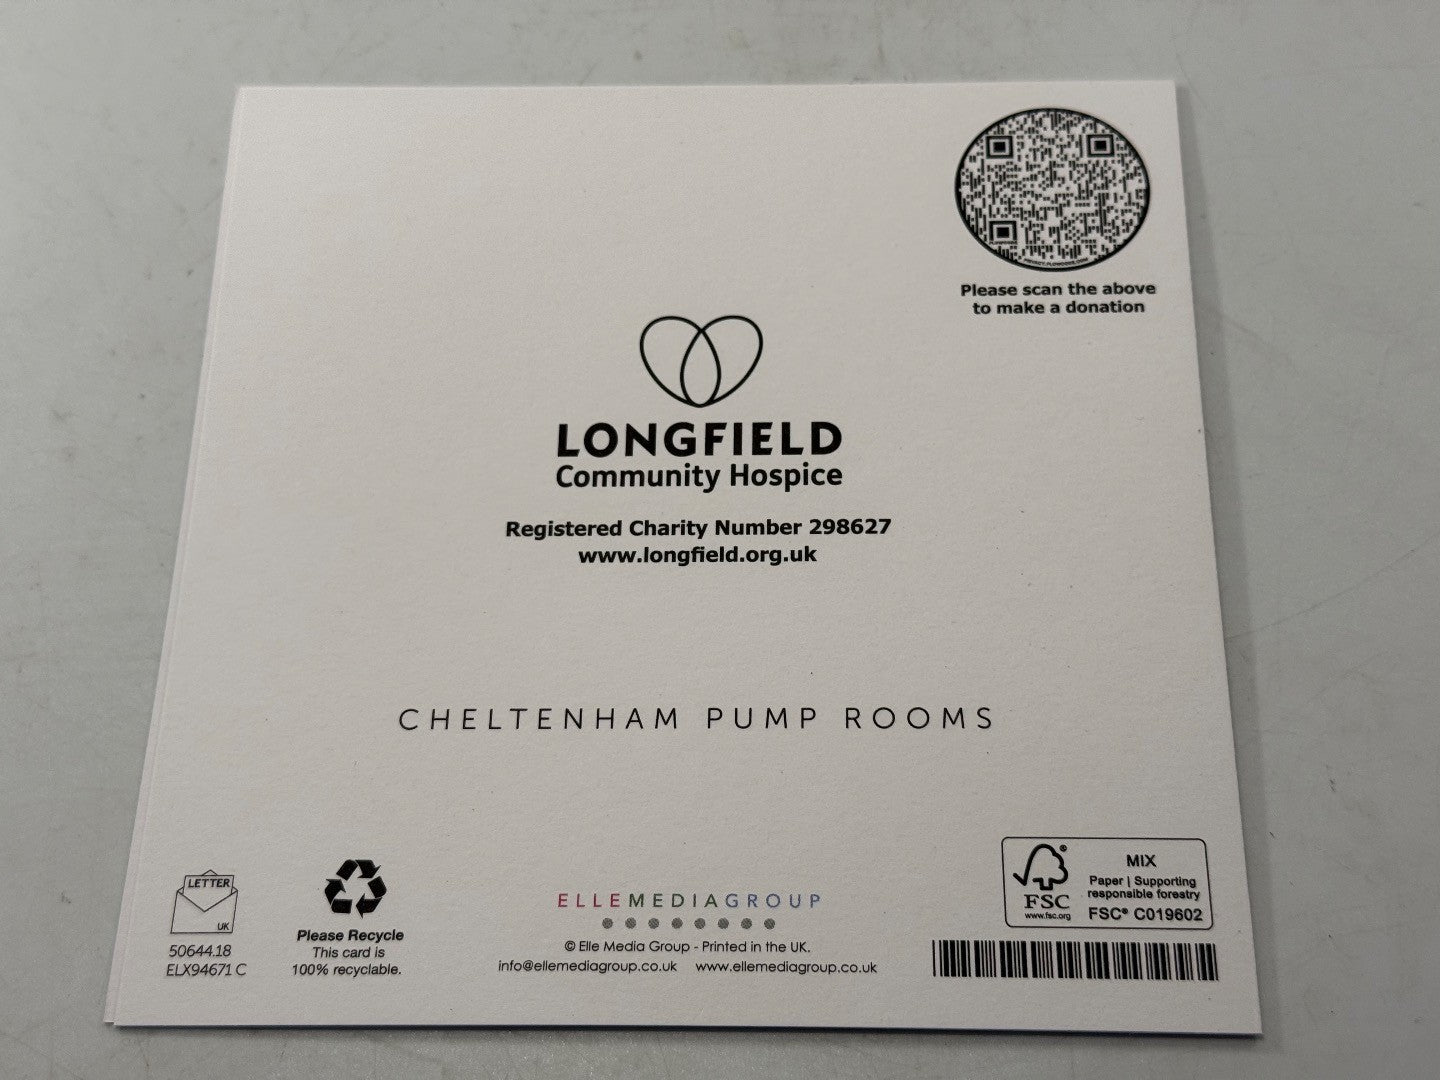 Please scan the above
to make a donation
LONGFIELD
Community Hospice
Registered Charity Number 298627
www.longfield.org.uk
CHELTENHAM PUMP ROOMS
LETTER
UK
50644.18
ELX94671 C
Please Recycle
This card is
100% recyclable.
ELLEMEDIAGROUP
© Elle Media Group - Printed in the UK.
info@ellemediagroup.co.uk www.ellemediagroup.co.uk
FSC
www.fsc.org
MIX
Paper | Supporting
responsible forestry
FSC® C019602